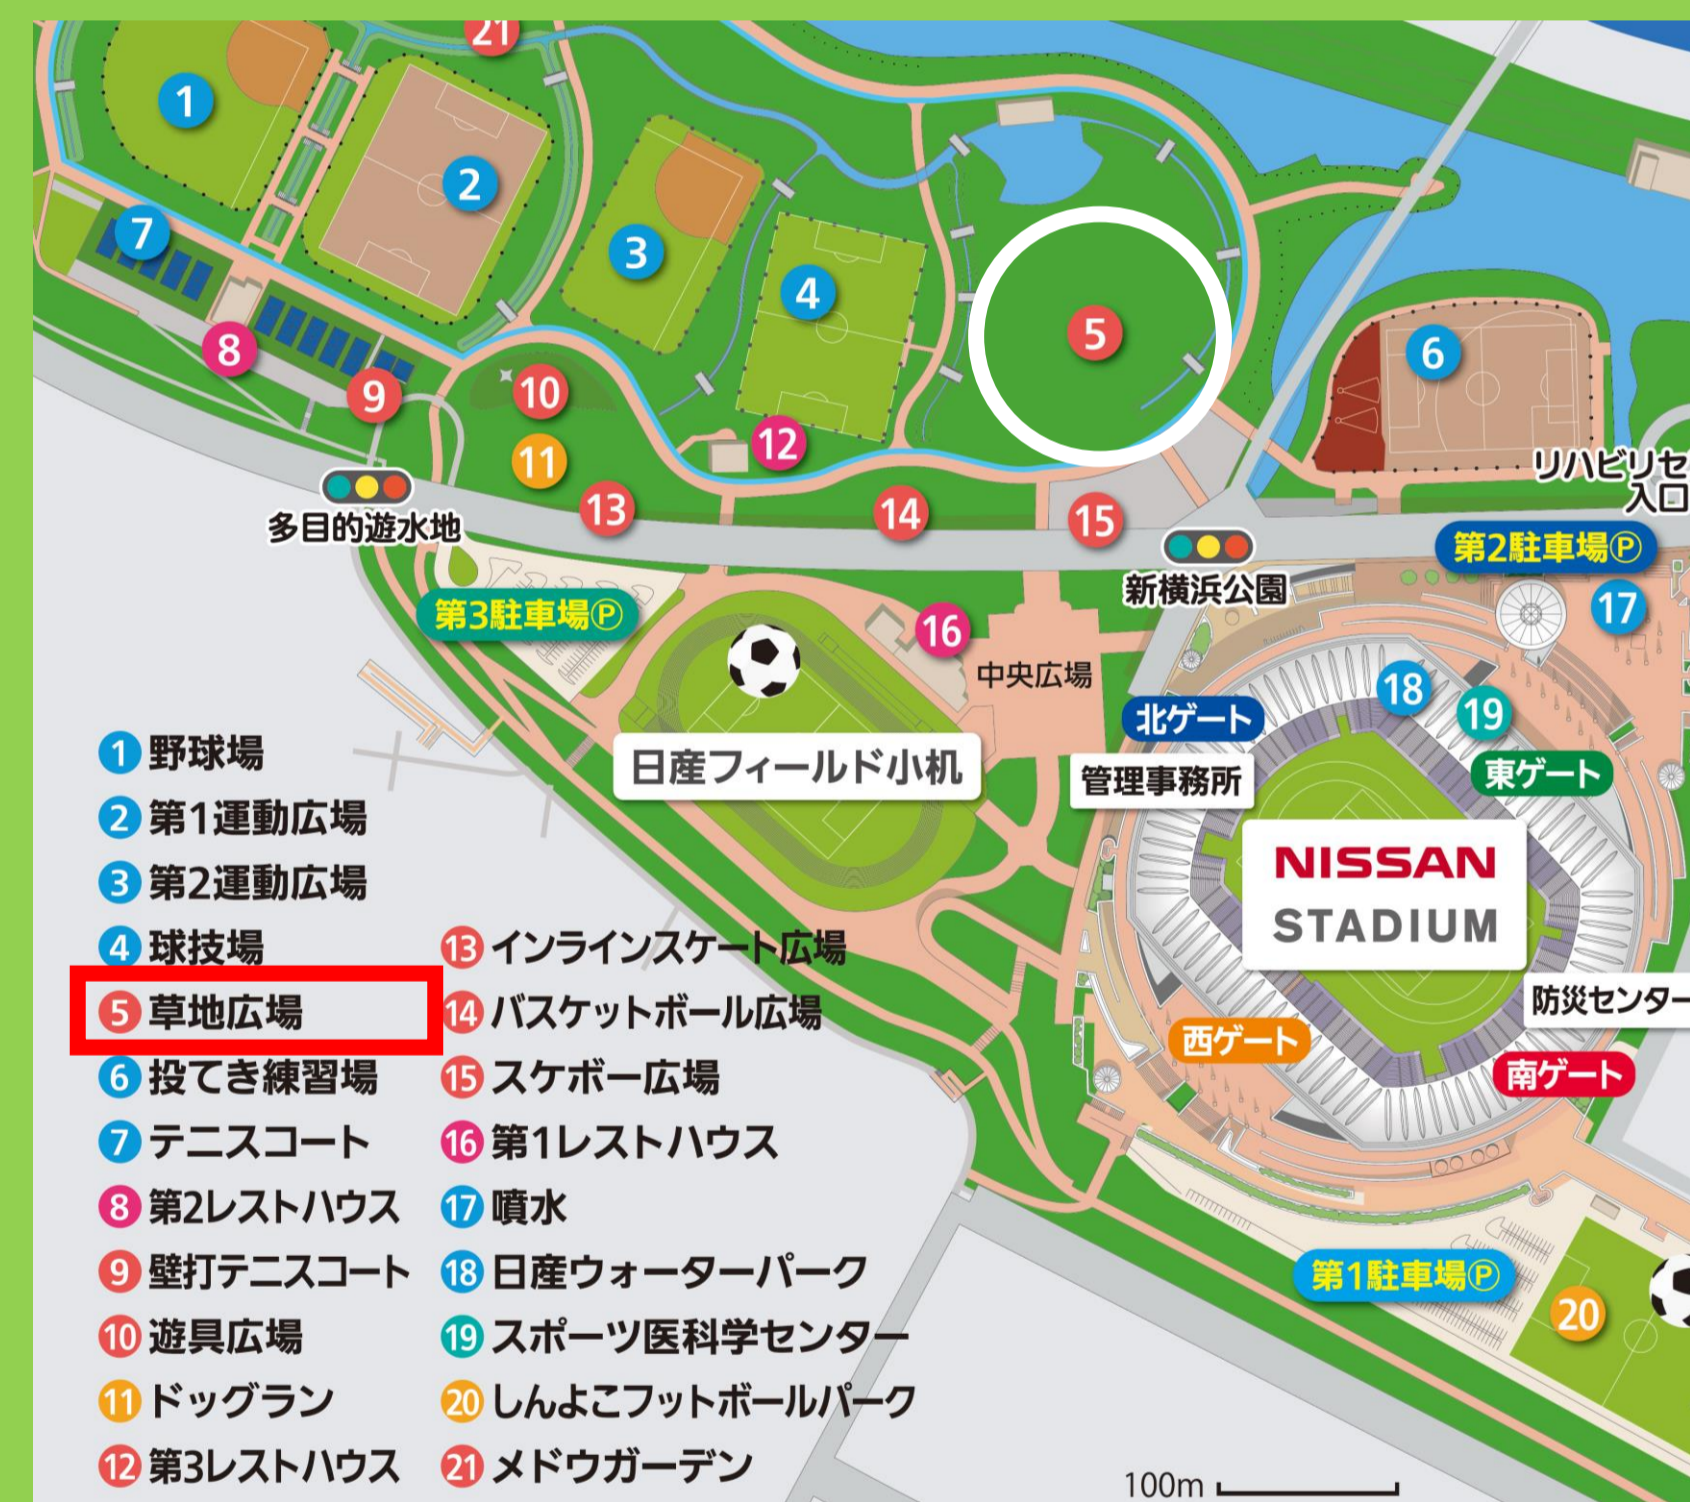 21
1
2
3
4
5
6
7
8
9
10
11
12
13
14
15
リハビリセ
入口
多目的遊水地
新横浜公園
第2駐車場Ⓟ
17
第3駐車場Ⓟ
16
中央広場
18
19
北ゲート
東ゲート
日産フィールド小机
管理事務所
NISSAN
STADIUM
防災センター
西ゲート
南ゲート
第1駐車場Ⓟ
20
1 野球場
2 第1運動広場
3 第2運動広場
4 球技場
5 草地広場
6 投てき練習場
7 テニスコート
8 第2レストハウス
9 壁打テニスコート
10 遊具広場
11 ドッグラン
12 第3レストハウス
13 インラインスケート広場
14 バスケットボール広場
15 スケボー広場
16 第1レストハウス
17 噴水
18 日産ウォーターパーク
19 スポーツ医科学センター
20 しんよこフットボールパーク
21 メドウガーデン
100m